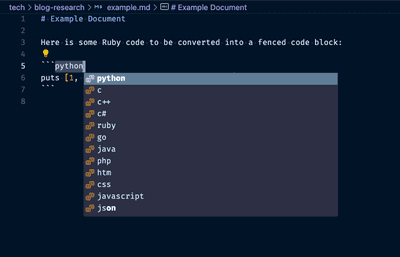 tech > blog-research > example.md > # Example Document
1 # Example Document
2
3 Here is some Ruby code to be converted into a fenced code block:
4
5 ```python
6 puts [1,
7 ```
8
python
c
c++
c#
ruby
go
java
php
htm
css
javascript
json